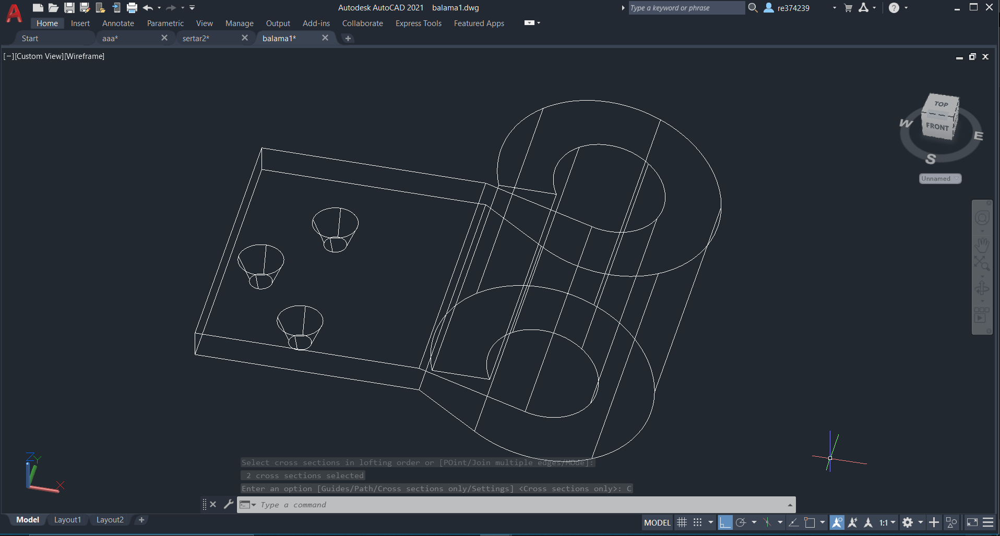 Autodesk AutoCAD 2021 balama1.dwg
Type a keyword or phrase
re374239
Home Insert Annotate Parametric View Manage Output Add-ins Collaborate Express Tools Featured Apps
Start aaa* sertar2* balama1*
[−][Custom View][Wireframe]
TOP
FRONT
W
E
S
Unnamed
Z
Y
X
Select cross sections in lofting order or [POint/Join multiple edges/MOde]:
2 cross sections selected
Enter an option [Guides/Path/Cross sections only/Settings] <Cross sections only>: C
Type a command
Model Layout1 Layout2
MODEL 1:1